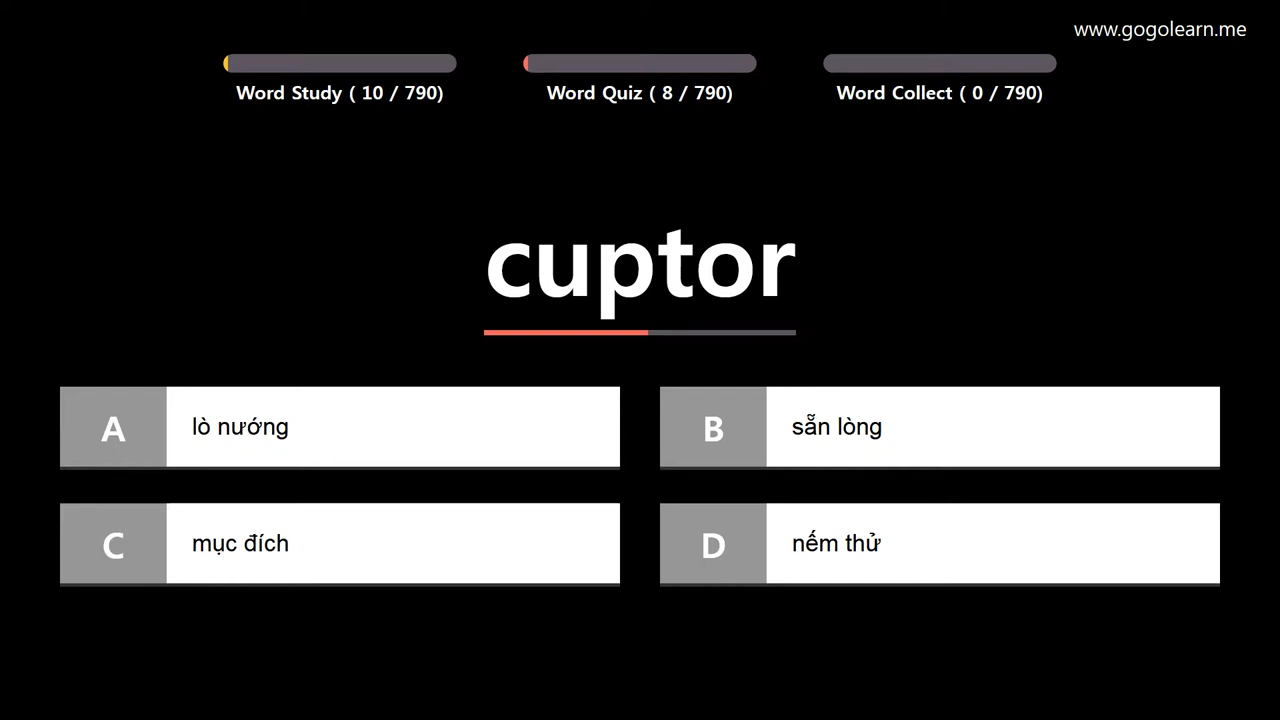 www.gogolearn.me
Word Study ( 10 / 790)
Word Quiz ( 8 / 790)
Word Collect ( 0 / 790)
cuptor
A lò nướng
B sẵn lòng
C mục đích
D nếm thử